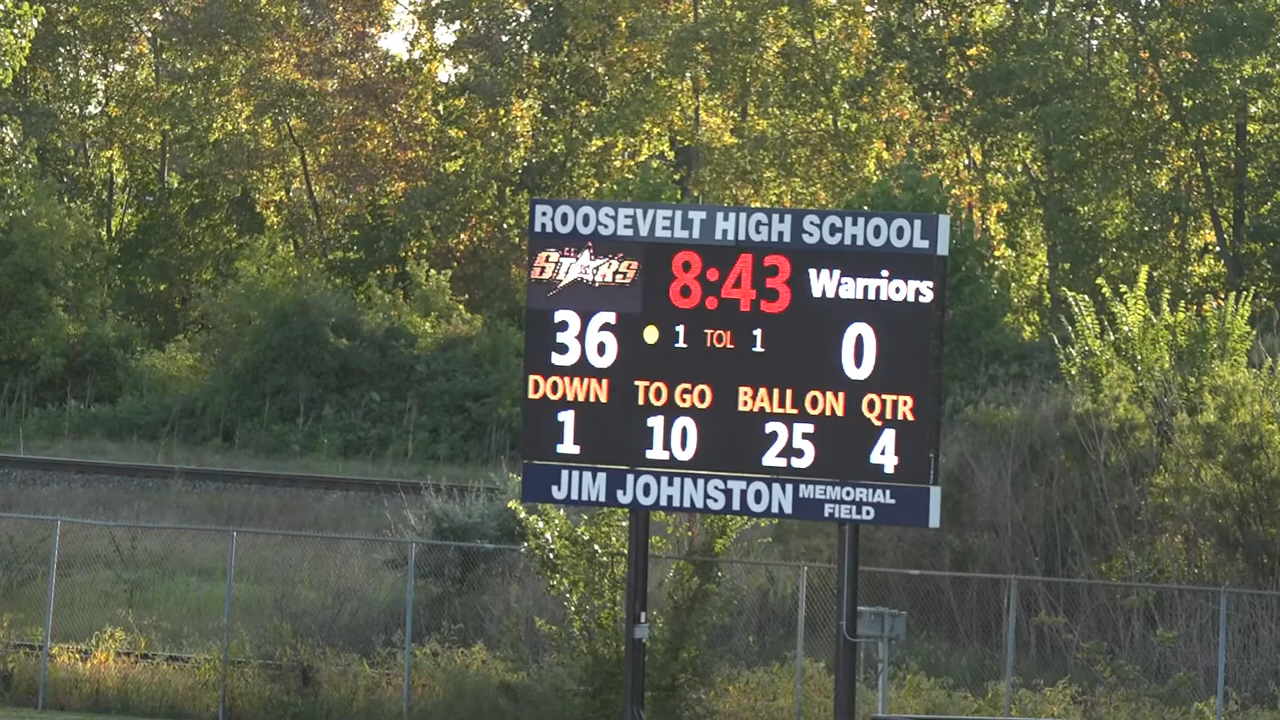 ROOSEVELT HIGH SCHOOL
STARS 8:43 Warriors
36 1 TOL 1 0
DOWN TO GO BALL ON QTR
1 10 25 4
JIM JOHNSTON MEMORIAL FIELD